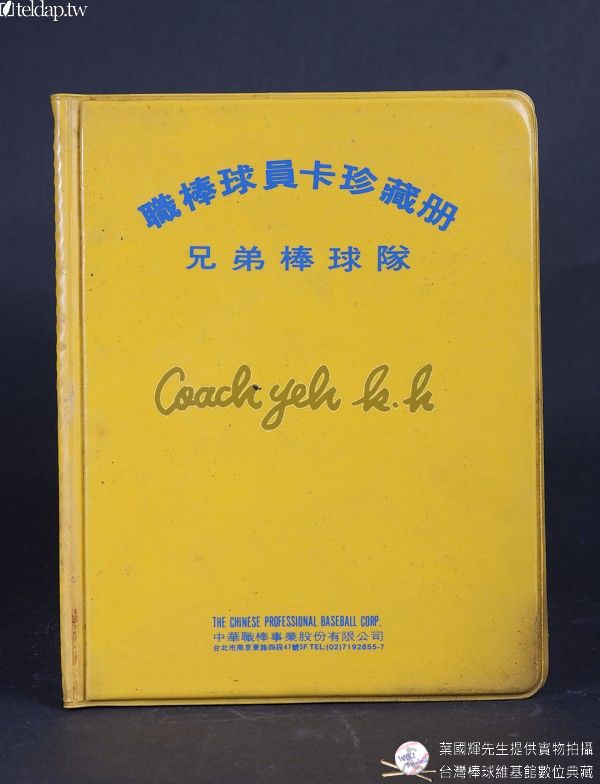 teldap.tw
職棒球員卡珍藏册
兄弟棒球隊
Coach yeh k.h
THE CHINESE PROFESSIONAL BASEBALL CORP.
中華職棒事業股份有限公司
台北市南京東路四段47號5F TEL:(02)7192855-7
葉國輝先生提供實物拍攝
台灣棒球維基館數位典藏